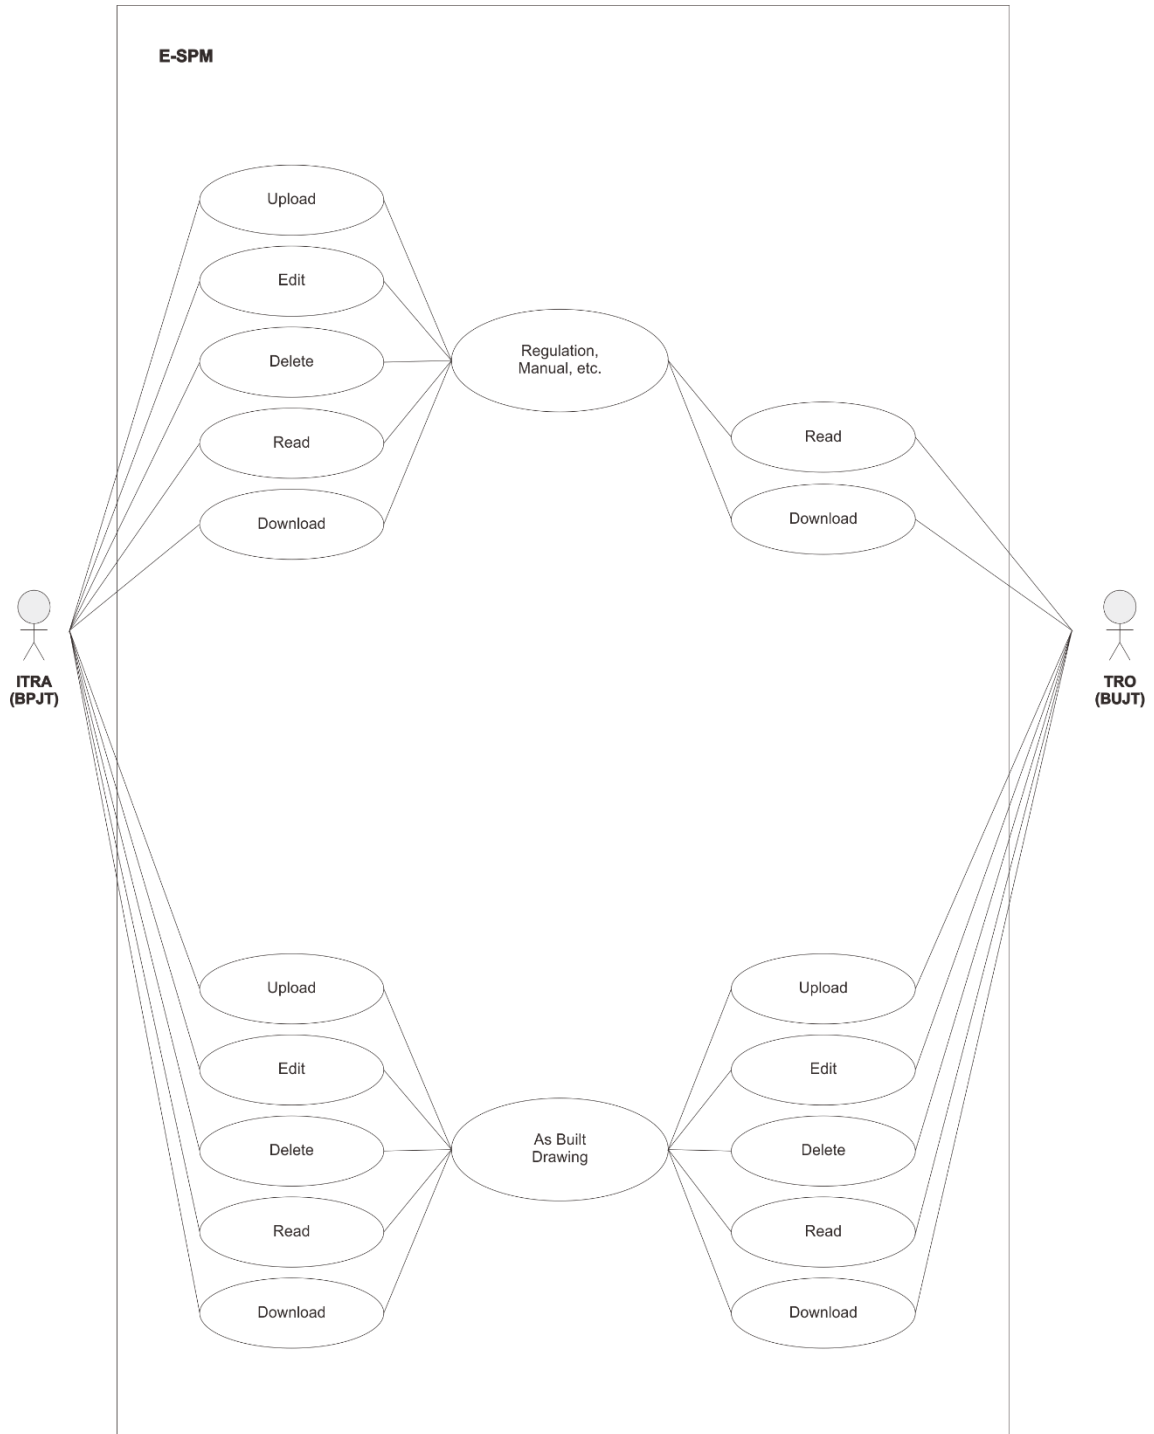 E-SPM
Upload
Edit
Delete
Read
Download
Regulation,
Manual, etc.
Read
Download
ITRA
(BPJT)
TRO
(BUJT)
Upload
Edit
Delete
Read
Download
As Built
Drawing
Upload
Edit
Delete
Read
Download